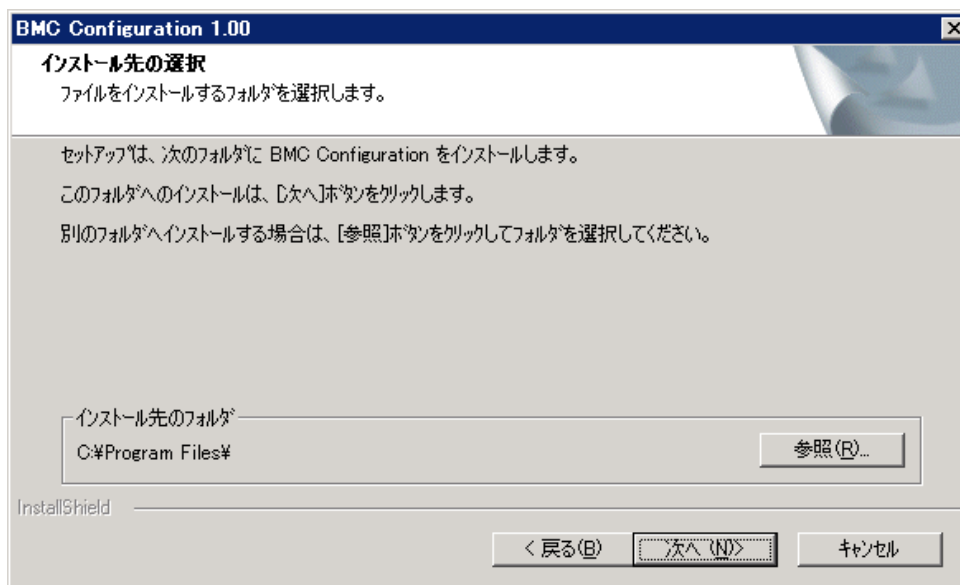 BMC Configuration 1.00
インストール先の選択
ファイルをインストールするフォルダを選択します。
セットアップは、次のフォルダに BMC Configuration をインストールします。
このフォルダへのインストールは、[次へ]ボタンをクリックします。
別のフォルダへインストールする場合は、[参照]ボタンをクリックしてフォルダを選択してください。
インストール先のフォルダ
C:¥Program Files¥
参照(R)...
InstallShield
< 戻る(B)
次へ (N)>
キャンセル